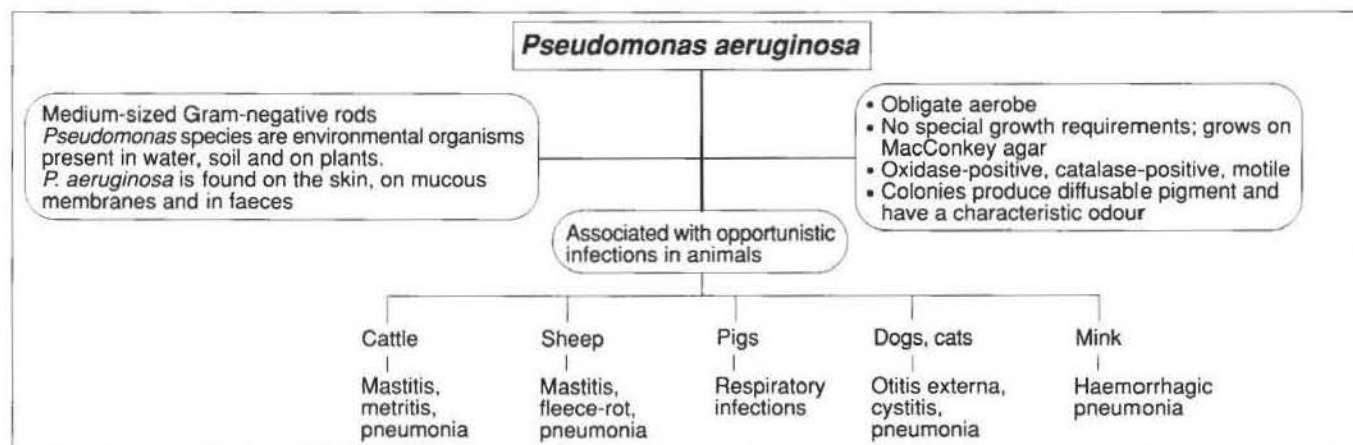 Pseudomonas aeruginosa
Medium-sized Gram-negative rods
Pseudomonas species are environmental organisms
present in water, soil and on plants.
P. aeruginosa is found on the skin, on mucous
membranes and in faeces
• Obligate aerobe
• No special growth requirements; grows on
MacConkey agar
• Oxidase-positive, catalase-positive, motile
• Colonies produce diffusable pigment and
have a characteristic odour
Associated with opportunistic
infections in animals
Cattle
Mastitis,
metritis,
pneumonia
Sheep
Mastitis,
fleece-rot,
pneumonia
Pigs
Respiratory
infections
Dogs, cats
Otitis externa,
cystitis,
pneumonia
Mink
Haemorrhagic
pneumonia